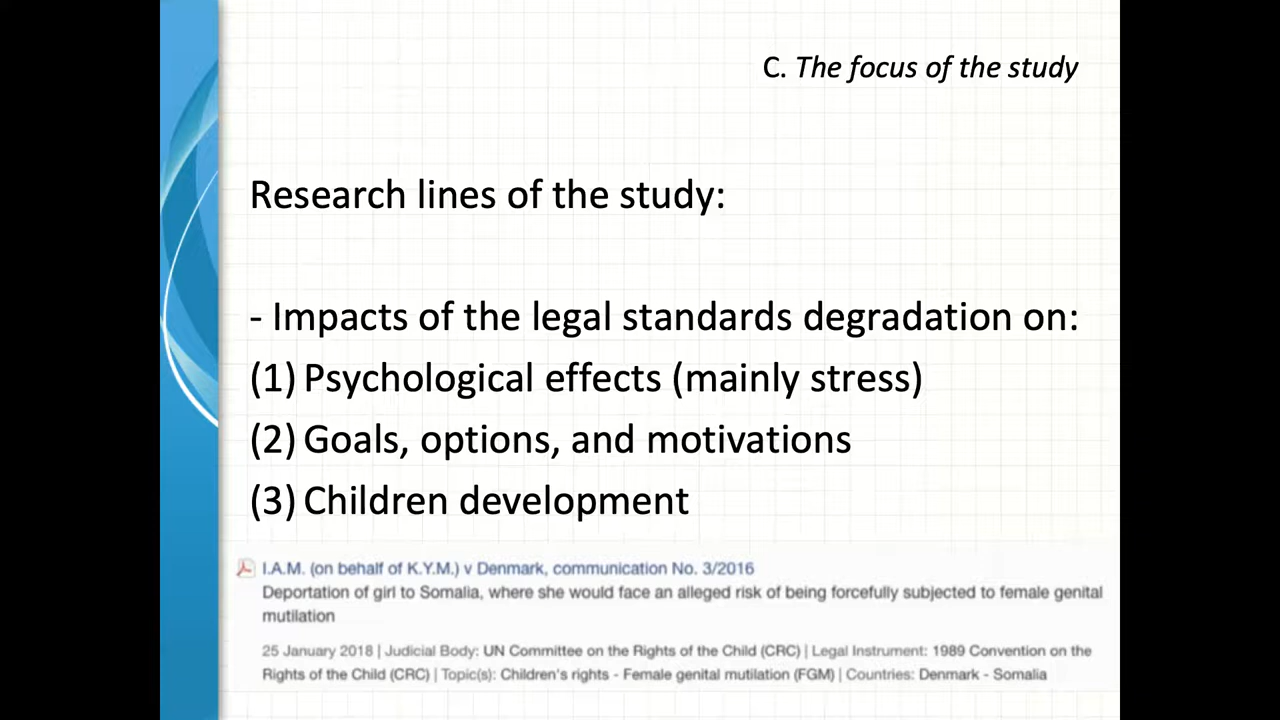 C. The focus of the study
Research lines of the study:
- Impacts of the legal standards degradation on:
(1) Psychological effects (mainly stress)
(2) Goals, options, and motivations
(3) Children development
I.A.M. (on behalf of K.Y.M.) v Denmark, communication No. 3/2016
Deportation of girl to Somalia, where she would face an alleged risk of being forcefully subjected to female genital
mutilation
25 January 2018 | Judicial Body: UN Committee on the Rights of the Child (CRC) | Legal Instrument: 1989 Convention on the
Rights of the Child (CRC) | Topic(s): Children's rights - Female genital mutilation (FGM) | Countries: Denmark - Somalia